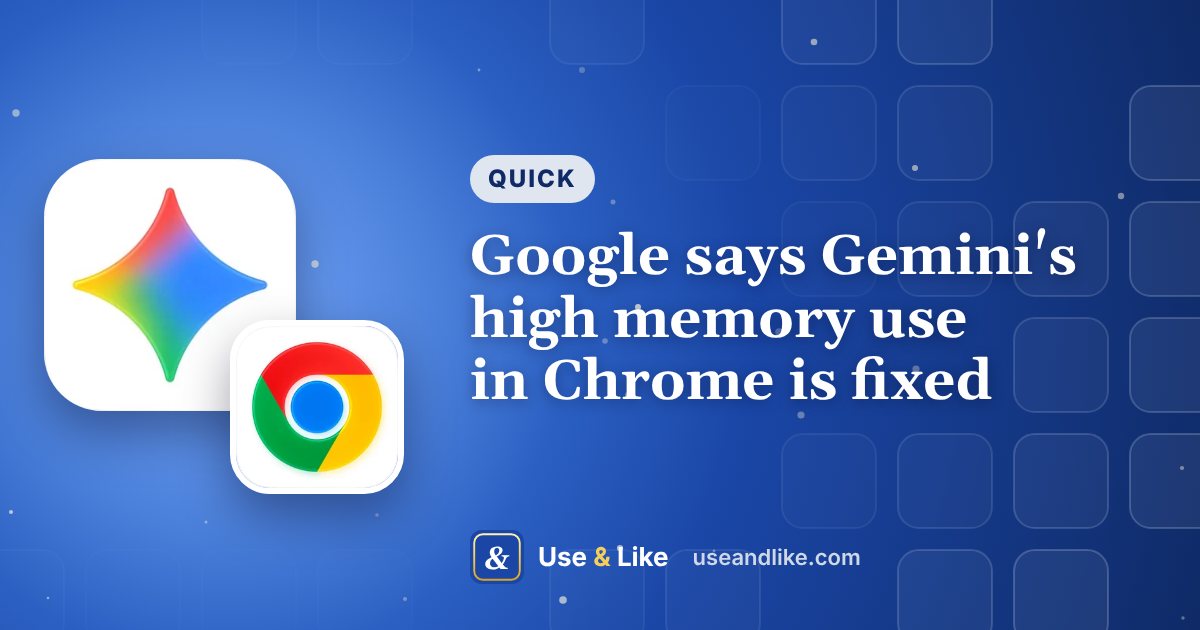 QUICK
Google says Gemini's
high memory use
in Chrome is fixed
& Use & Like useandlike.com